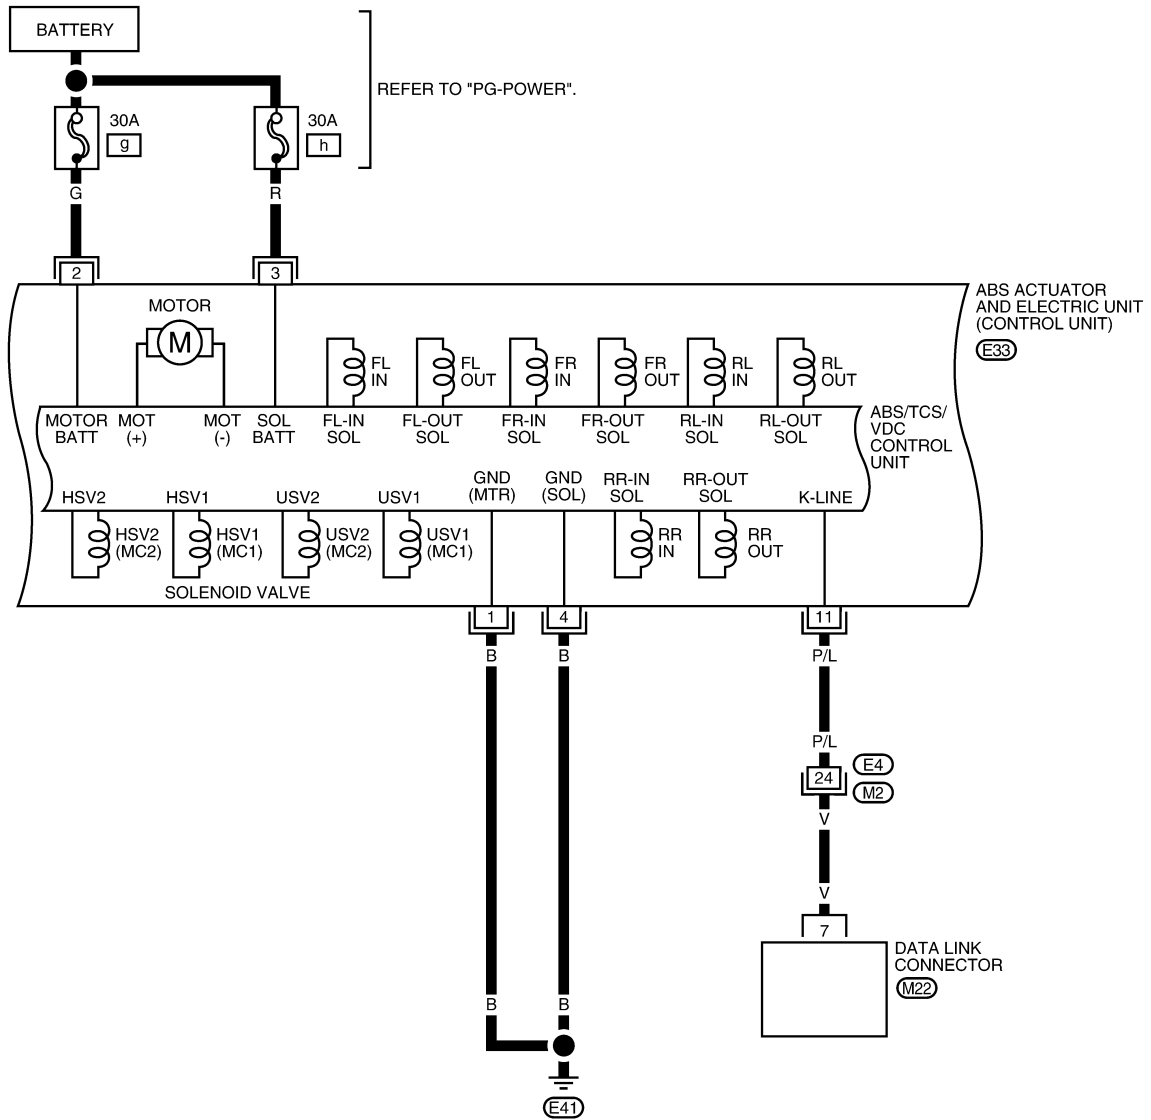 BATTERY
REFER TO "PG-POWER".
30A
g
30A
h
G
R
2
3
ABS ACTUATOR
AND ELECTRIC UNIT
(CONTROL UNIT)
E33
MOTOR
M
FL
IN
FL
OUT
FR
IN
FR
OUT
RL
IN
RL
OUT
MOTOR
BATT
MOT
(+)
MOT
(-)
SOL
BATT
FL-IN
SOL
FL-OUT
SOL
FR-IN
SOL
FR-OUT
SOL
RL-IN
SOL
RL-OUT
SOL
ABS/TCS/
VDC
CONTROL
UNIT
HSV2
HSV1
USV2
USV1
GND
(MTR)
GND
(SOL)
RR-IN
SOL
RR-OUT
SOL
K-LINE
HSV2
(MC2)
HSV1
(MC1)
USV2
(MC2)
USV1
(MC1)
RR
IN
RR
OUT
SOLENOID VALVE
1
4
11
B
B
P/L
P/L
24
E4
M2
V
V
7
DATA LINK
CONNECTOR
M22
B
B
E41